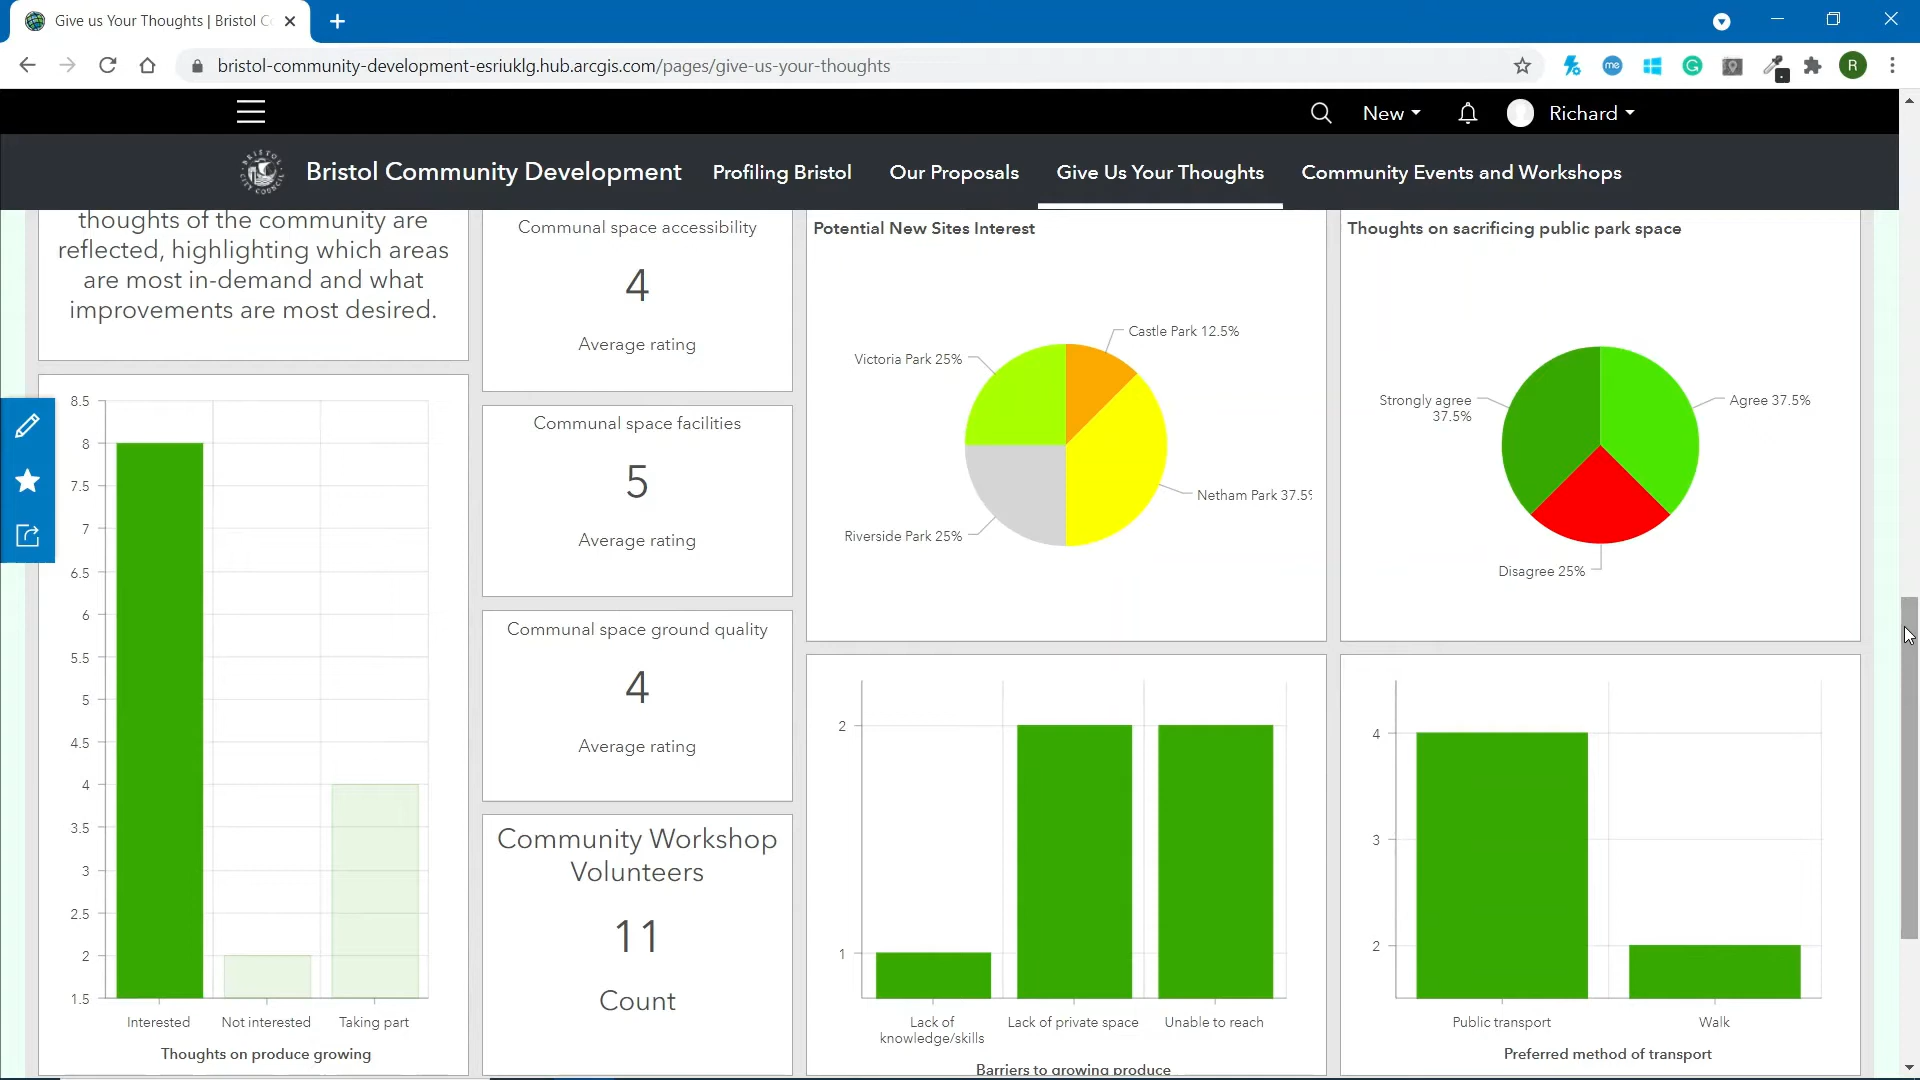 Give us Your Thoughts | Bristol C
bristol-community-development-esriuklg.hub.arcgis.com/pages/give-us-your-thoughts
me
G
R
New
Richard
Bristol Community Development
Profiling Bristol
Our Proposals
Give Us Your Thoughts
Community Events and Workshops
thoughts of the community are
reflected, highlighting which areas
are most in-demand and what
improvements are most desired.
8.5
8
7.5
7
6.5
6
5.5
5
4.5
4
3.5
3
2.5
2
1.5
Interested
Not interested
Taking part
Thoughts on produce growing
Communal space accessibility
4
Average rating
Communal space facilities
5
Average rating
Communal space ground quality
4
Average rating
Community Workshop
Volunteers
11
Count
Potential New Sites Interest
Castle Park 12.5%
Victoria Park 25%
Netham Park 37.5%
Riverside Park 25%
Thoughts on sacrificing public park space
Strongly agree
37.5%
Agree 37.5%
Disagree 25%
2
1
Lack of
knowledge/skills
Lack of private space
Unable to reach
Barriers to growing produce
4
3
2
Public transport
Walk
Preferred method of transport